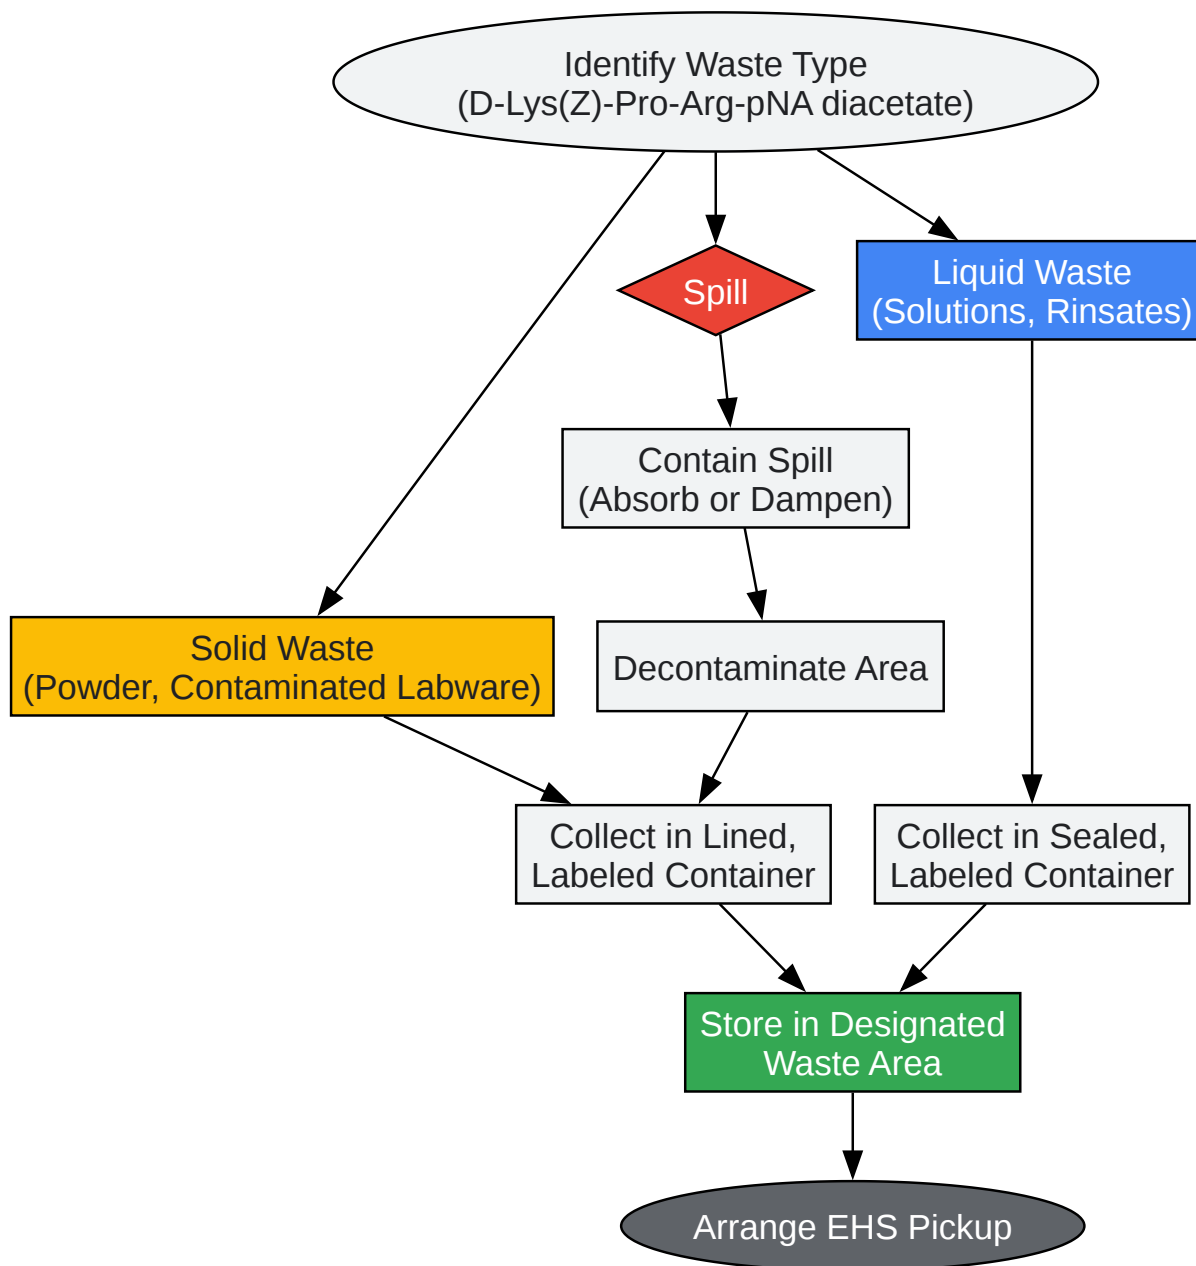 Identify Waste Type
(D-Lys(Z)-Pro-Arg-pNA diacetate)
Spill
Liquid Waste
(Solutions, Rinsates)
Contain Spill
(Absorb or Dampen)
Solid Waste
(Powder, Contaminated Labware)
Decontaminate Area
Collect in Lined,
Labeled Container
Collect in Sealed,
Labeled Container
Store in Designated
Waste Area
Arrange EHS Pickup